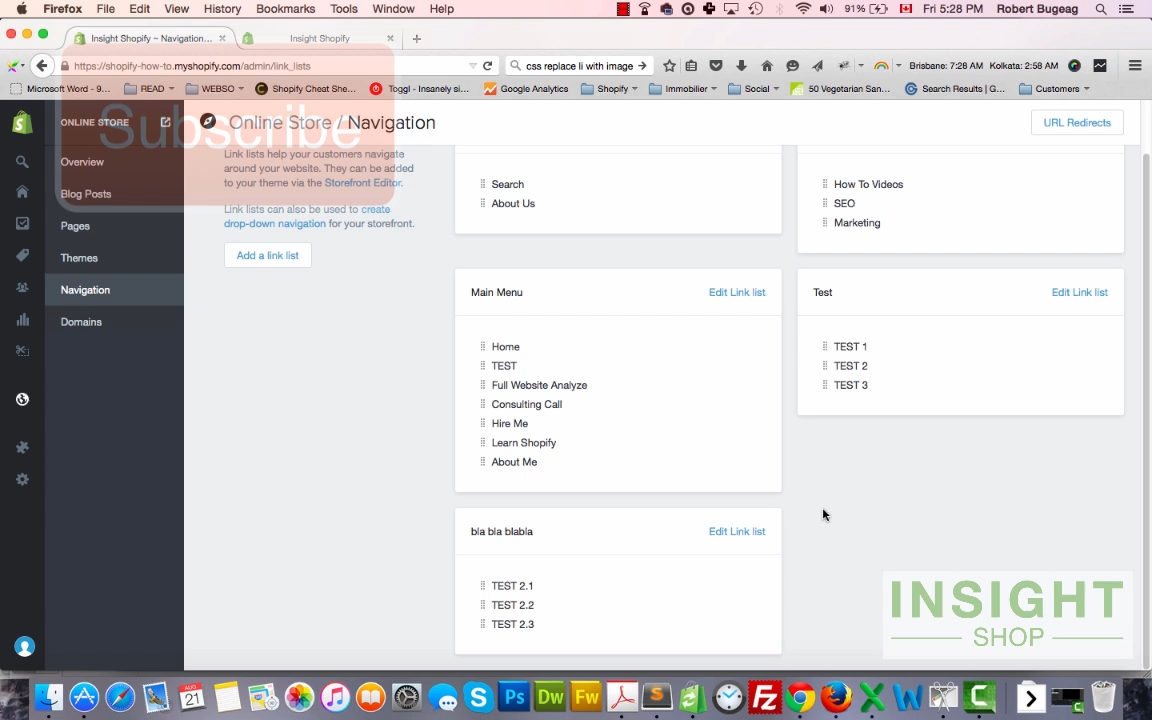 Firefox File Edit View History Bookmarks Tools Window Help 91% Fri 5:28 PM Robert Bugeag
Insight Shopify ~ Navigation... Insight Shopify
https://shopify-how-to.myshopify.com/admin/link_lists css replace li with image Brisbane: 7:28 AM Kolkata: 2:58 AM
Microsoft Word - 9... READ WEBSO Shopify Cheat She... Toggl - Insanely si... Google Analytics Shopify Immobilier Social 50 Vegetarian San... Search Results | G... Customers
Subscribe
ONLINE STORE
Online Store / Navigation
URL Redirects
Overview
Blog Posts
Pages
Themes
Navigation
Domains
Link lists help your customers navigate
around your website. They can be added
to your theme via the Storefront Editor.
Link lists can also be used to create
drop-down navigation for your storefront.
Add a link list
Search
About Us
How To Videos
SEO
Marketing
Main Menu Edit Link list
Home
TEST
Full Website Analyze
Consulting Call
Hire Me
Learn Shopify
About Me
Test Edit Link list
TEST 1
TEST 2
TEST 3
bla bla blabla Edit Link list
TEST 2.1
TEST 2.2
TEST 2.3
INSIGHT
SHOP
AUG
21
Ps
Dw
Fw